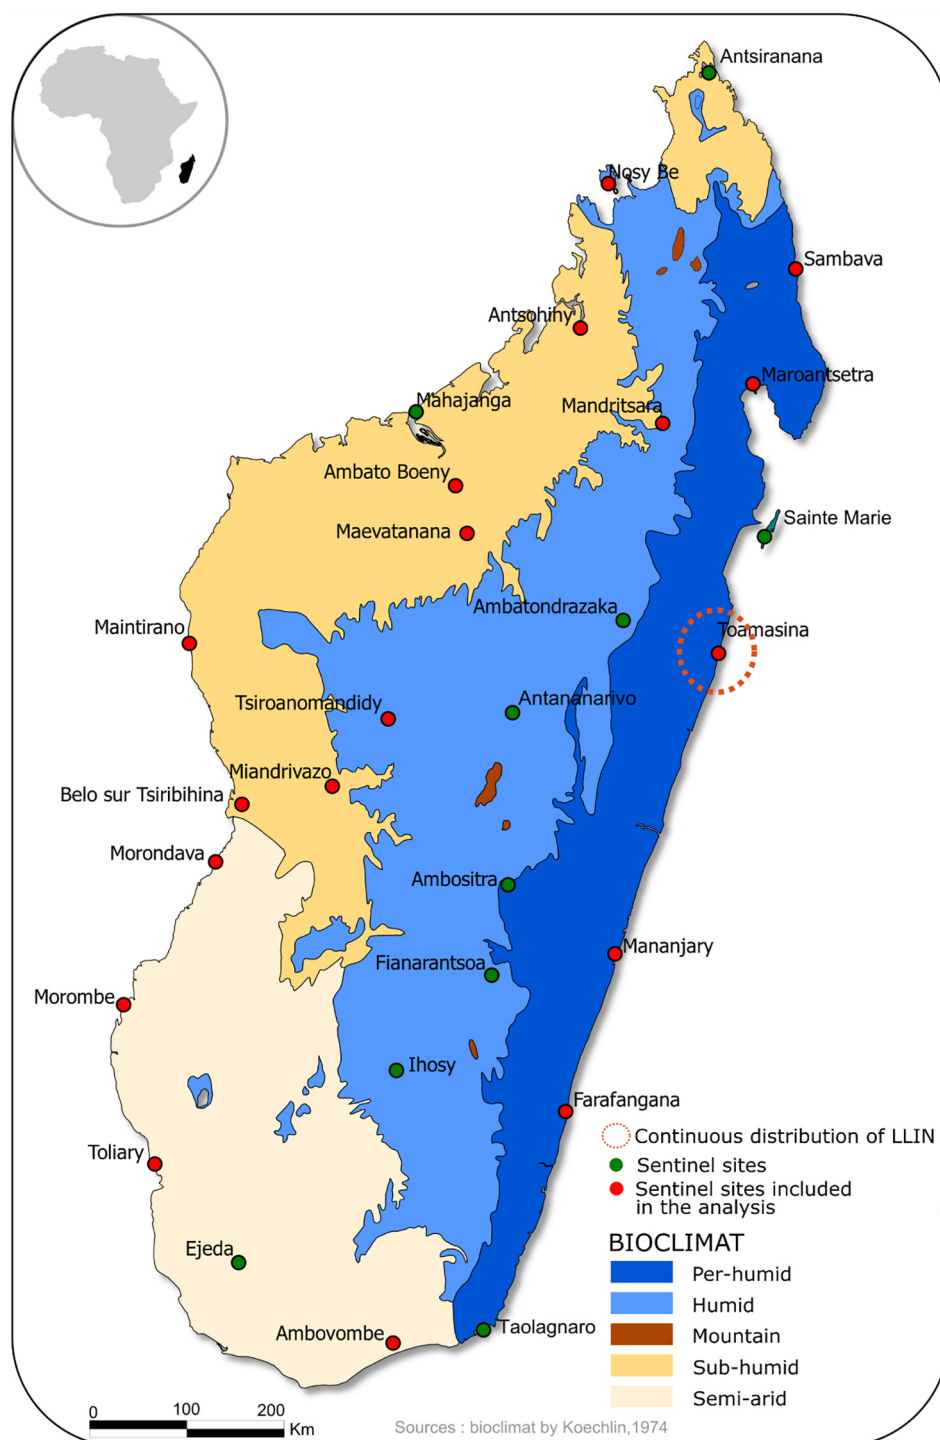 Antsiranana
Nosy Be
Sambava
Antsohihy
Maroantsetra
Mahajanga
Mandritsara
Ambato Boeny
Sainte Marie
Maevatanana
Ambatondrazaka
Maintirano
Toamasina
Tsiroanomandidy
Antananarivo
Miandrivazo
Belo sur Tsiribihina
Morondava
Ambositra
Mananjary
Fianarantsoa
Morombe
Ihosy
Farafangana
Toliary
Ejeda
Ambovombe
Taolagnaro
Continuous distribution of LLIN
Sentinel sites
Sentinel sites included
in the analysis
BIOCLIMAT
Per-humid
Humid
Mountain
Sub-humid
Semi-arid
0 100 200
Km
Sources : bioclimat by Koechlin,1974